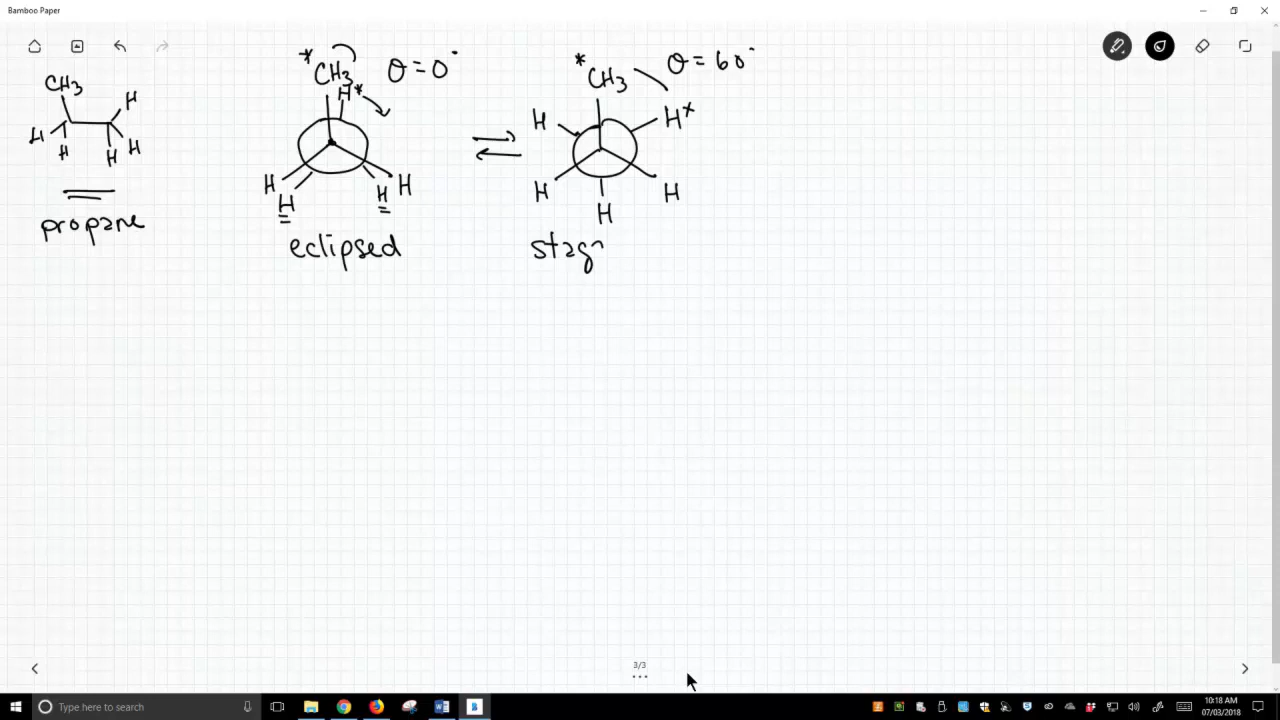 Bamboo Paper
CH3
H
H
H
H
H
propane
*CH3
H*
θ = 0°
H
H
H
H
eclipsed
*CH3
θ = 60°
H
H*
H
H
H
stag
3/3
Type here to search
10:18 AM
07/03/2018